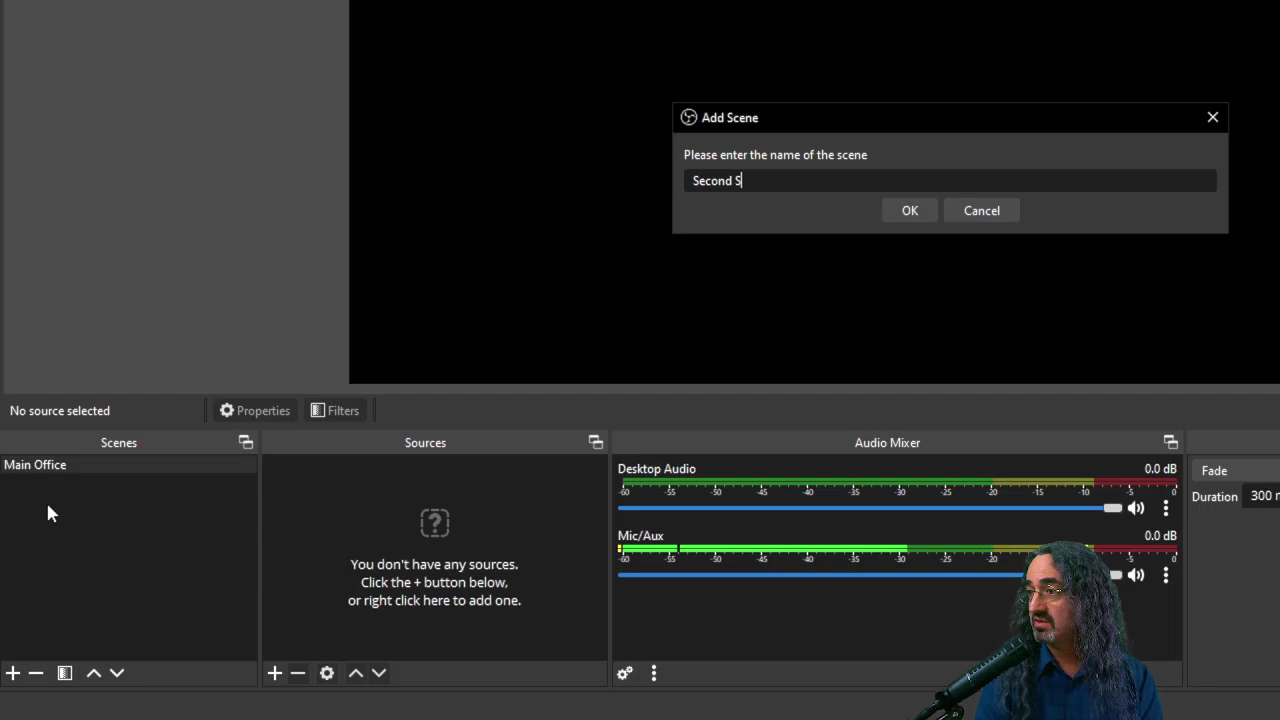 Add Scene
Please enter the name of the scene
Second S
OK Cancel
No source selected Properties Filters
Scenes Sources Audio Mixer
Main Office
You don't have any sources.
Click the + button below,
or right click here to add one.
Desktop Audio 0.0 dB
-60 -55 -50 -45 -40 -35 -30 -25 -20 -15 -10 -5 0
Mic/Aux 0.0 dB
-60 -55 -50 -45 -40 -35 -30 -25 -20 -5 0
Fade
Duration 300